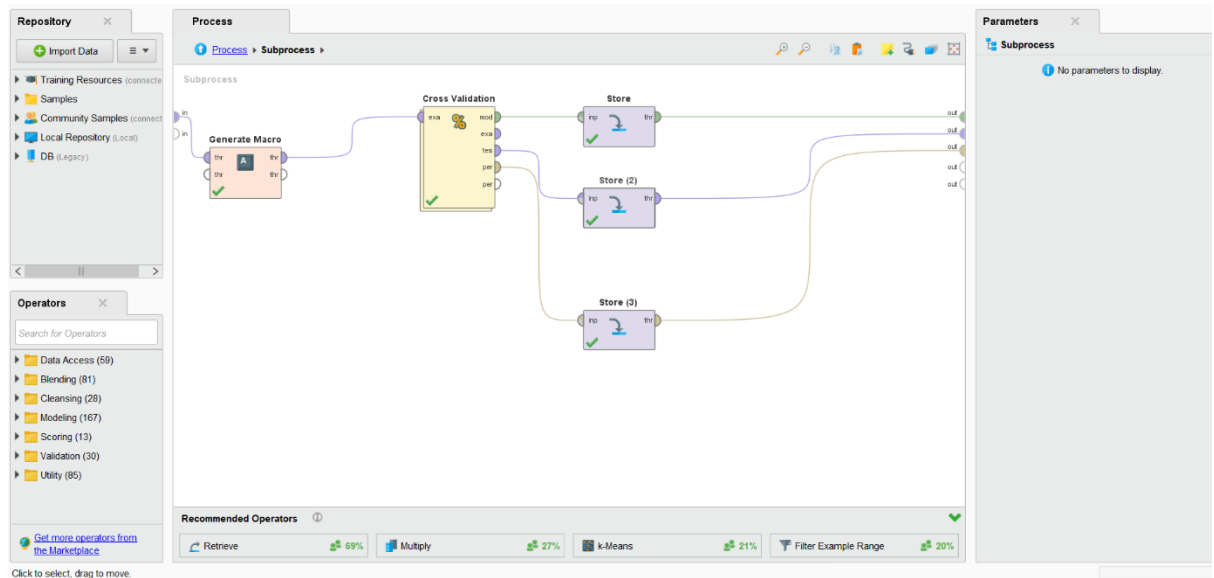 Repository
Import Data
Training Resources (connecte
Samples
Community Samples (connect
Local Repository (Local)
DB (Legacy)
Operators
Search for Operators
Data Access (59)
Blending (81)
Cleansing (28)
Modeling (167)
Scoring (13)
Validation (30)
Utility (85)
Get more operators from
the Marketplace
Click to select, drag to move.
Process
Process Subprocess
Subprocess
in
in
Generate Macro
thr thr
thr thr
A
Cross Validation
exa mod
exa
tes
per
per
Store
inp thr
Store (2)
inp thr
Store (3)
inp thr
out
out
out
out
out
Recommended Operators
Retrieve 69%
Multiply 27%
k-Means 21%
Filter Example Range 20%
Parameters
Subprocess
No parameters to display.